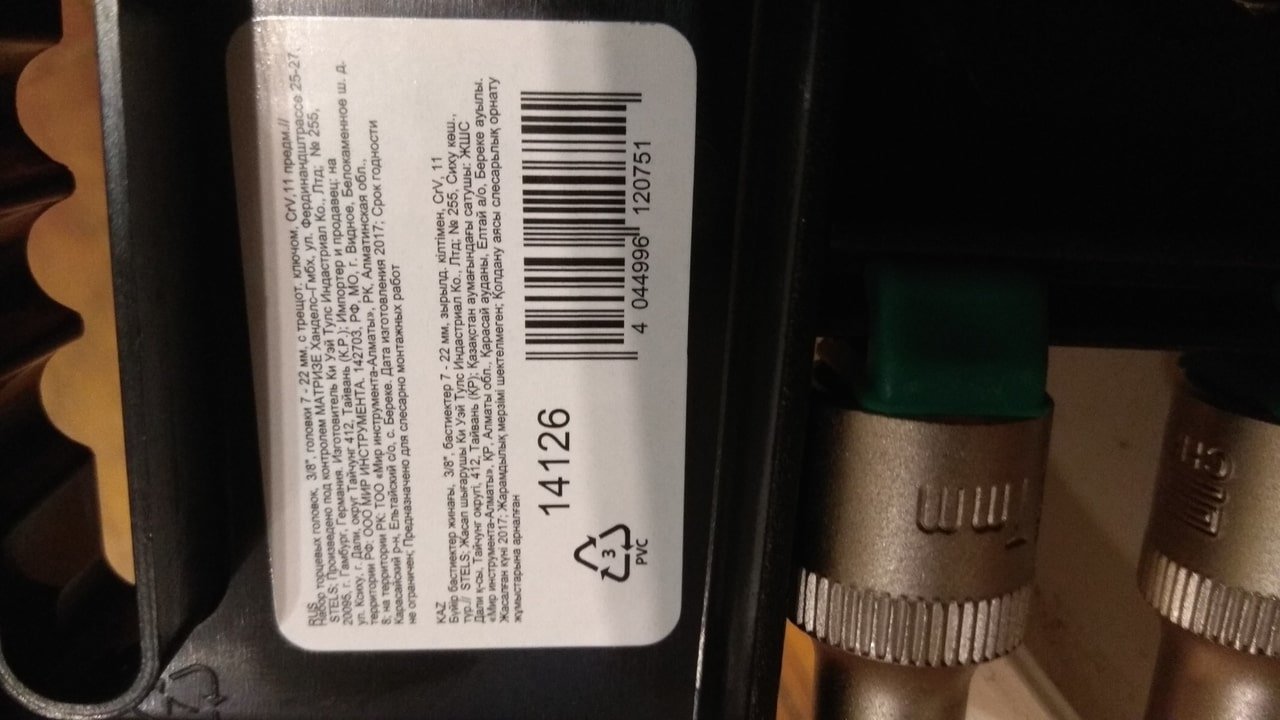 RUS
Набор торцевых головок, 3/8", головки 7 - 22 мм, с трещот. ключом, CrV,11 предм.//
STELS; Произведено под контролем МАТРИЗЕ Ханделс-Гмбх, ул. Фердинандштрассе 25-27,
20095, г. Гамбург, Германия. Изготовитель Ки Уэй Тулс Индастриал Ко., Лтд; № 255,
ул. Ксиху, г. Дали, округ Тайчунг 412, Тайвань (К.Р.); Импортер и продавец: на
территории РФ: ООО МИР ИНСТРУМЕНТА, 142703, РФ, МО, г. Видное, Белокаменное ш. д.
8; на территории РК: ТОО «Мир инструмента-Алматы», РК, Алматинская обл.,
Карасайский р-н, Ельтайский с/о, с. Береке. Дата изготовления 2017; Срок годности
не ограничен; Предназначено для слесарно монтажных работ
KAZ
Бүйір бастиектер жинағы, 3/8", бастиектер 7 - 22 мм, зырылд. кілтімен, CrV, 11
тур.// STELS: Жасап шығарушы Ки Уэй Тулс Индастриал Ко., Лтд; № 255, Сиху көш.,
Дали қ-сы, Тайчунг округі, 412, Тайвань (КР); Қазақстан аумағындағы сатушы: ЖШС
«Мир инструмента-Алматы», ҚР, Алматы обл., Қарасай ауданы, Елтай а/о, Береке ауылы.
Жасалған күні 2017; Жарамдылық мерзімі шектелмеген; Қолдану аясы слесарьлық орнату
жұмыстарына арналған
14126
4 044996 120751
3
PVC